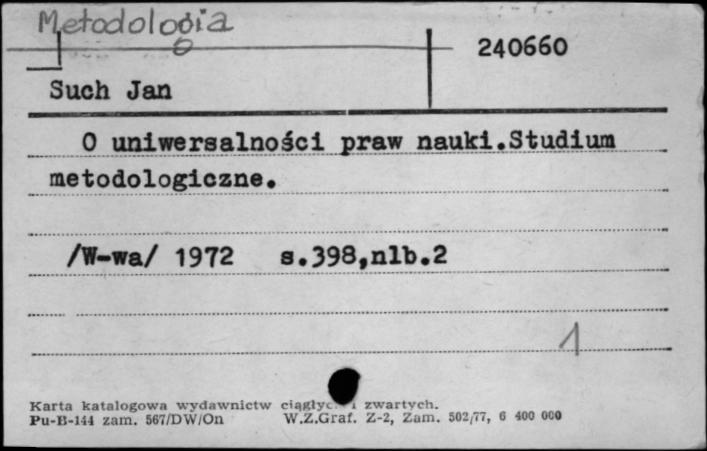 Metodologia
240660
Such Jan
O uniwersalności praw nauki.Studium
metodologiczne.
/W-wa/ 1972 s.398,nlb.2
1
Karta katalogowa wydawnictw i zwartych.
Pu-B-144 zam. 567/DW/On W.Z.Graf. Z-2, Zam. 502/77, 6 400 000